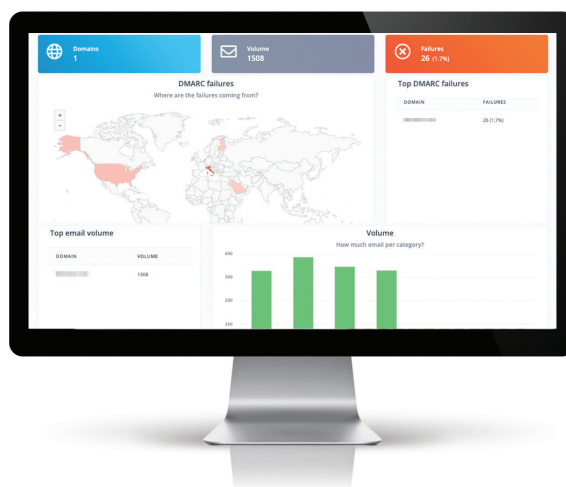 Domains
1
Volume
1508
Failures
26 (1.7%)
DMARC failures
Where are the failures coming from?
+
-
Top DMARC failures
DOMAIN FAILURES
26 (1.7%)
Top email volume
DOMAIN VOLUME
1508
Volume
How much email per category?
400
300
200
100